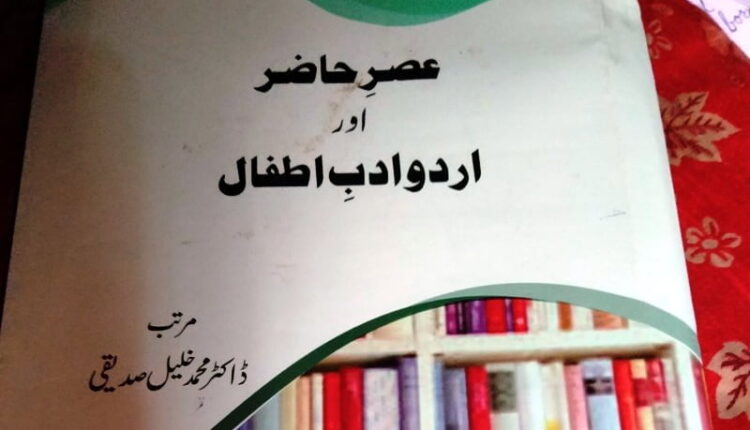 عصرِ حاضر
اور
اردو ادبِ اطفال
مرتب
ڈاکٹر محمد خلیل صدیقی